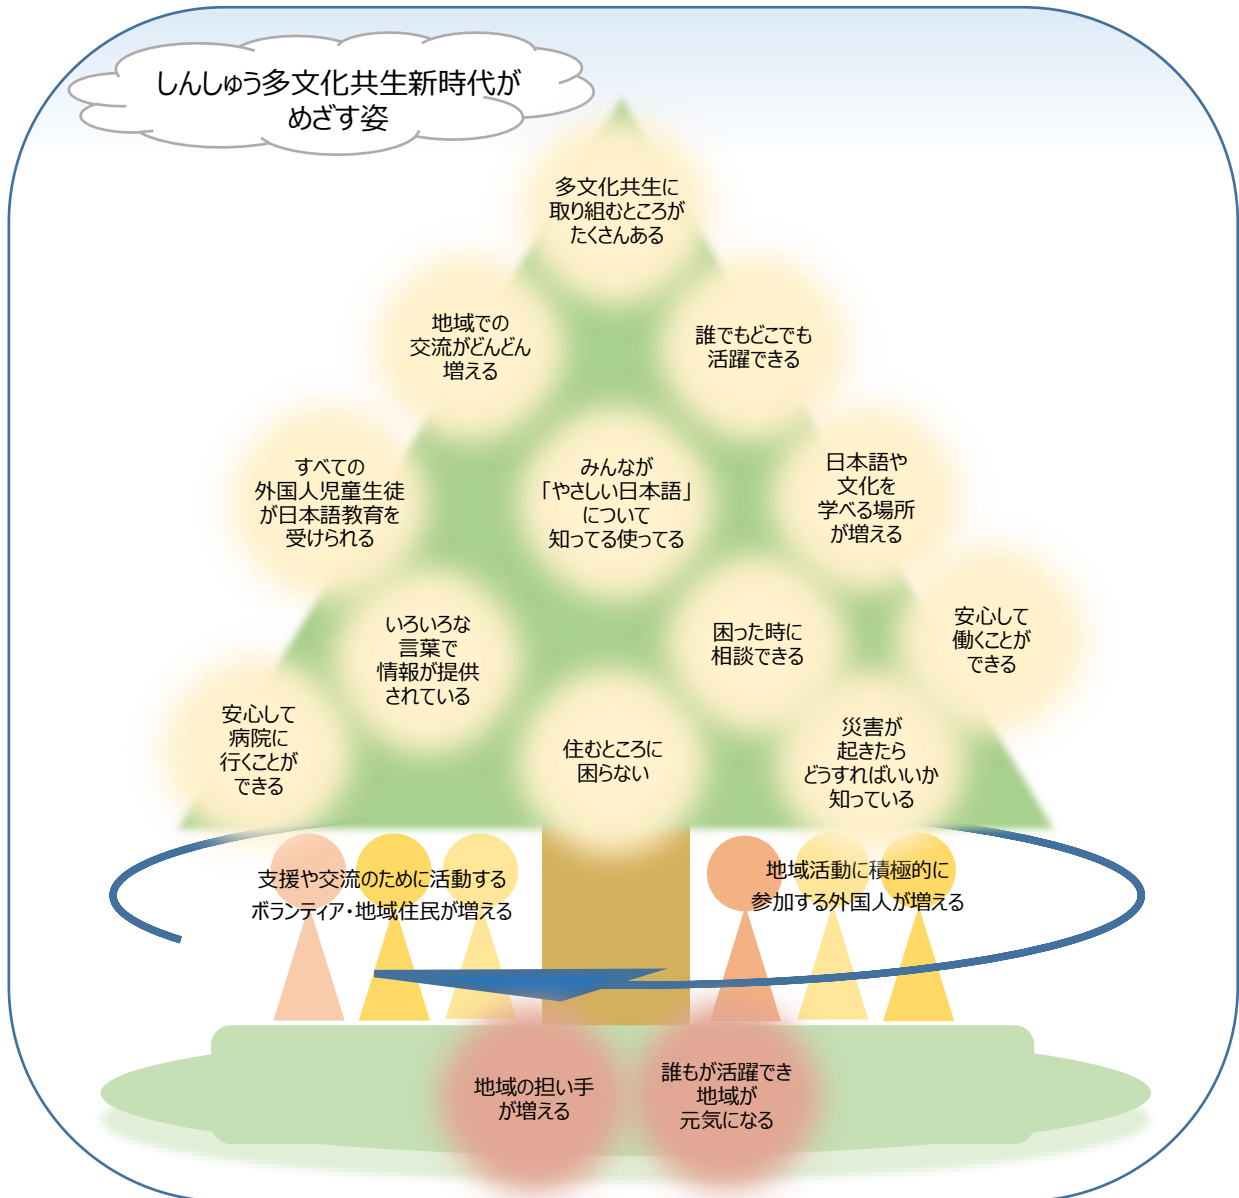 しんしゅう多文化共生新時代が
めざす姿
多文化共生に
取り組むところが
たくさんある
地域での
交流がどんどん
増える
誰でもどこでも
活躍できる
すべての
外国人児童生徒
が日本語教育を
受けられる
みんなが
「やさしい日本語」
について
知ってる使ってる
日本語や
文化を
学べる場所
が増える
いろいろな
言葉で
情報が提供
されている
困った時に
相談できる
安心して
働くことが
できる
安心して
病院に
行くことが
できる
住むところに
困らない
災害が
起きたら
どうすればいいか
知っている
支援や交流のために活動する
ボランティア・地域住民が増える
地域活動に積極的に
参加する外国人が増える
地域の担い手
が増える
誰もが活躍でき
地域が
元気になる